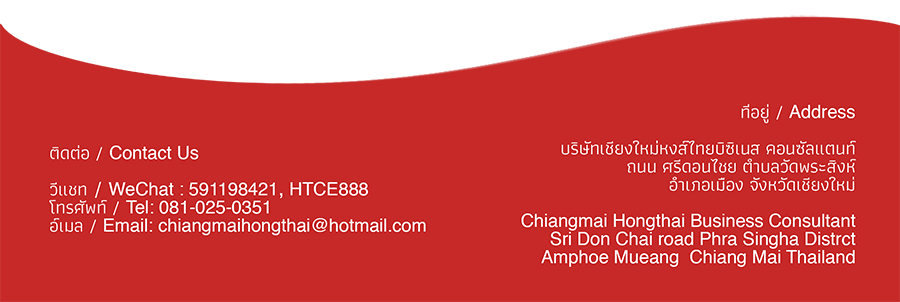 ติดต่อ / Contact Us
วีแชท / WeChat : 591198421, HTCE888
โทรศัพท์ / Tel: 081-025-0351
อ์เมล / Email: chiangmaihongthai@hotmail.com
ที่อยู่ / Address
บริษัทเชียงใหม่หงส์ไทยบิซิเนส คอนซัลแตนท์
ถนน ศรีดอนไชย ตำบลวัดพระสิงห์
อำเภอเมือง จังหวัดเชียงใหม่
Chiangmai Hongthai Business Consultant
Sri Don Chai road Phra Singha Distrct
Amphoe Mueang  Chiang Mai Thailand